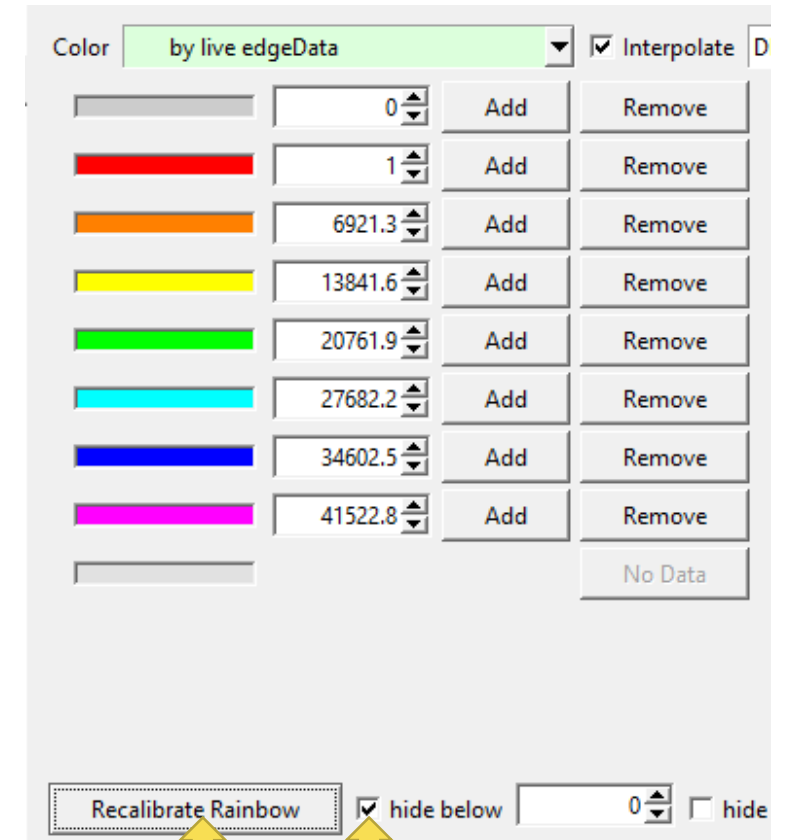 Color by live edgeData Interpolate D
0 Add Remove
1 Add Remove
6921.3 Add Remove
13841.6 Add Remove
20761.9 Add Remove
27682.2 Add Remove
34602.5 Add Remove
41522.8 Add Remove
No Data
Recalibrate Rainbow hide below 0 hide